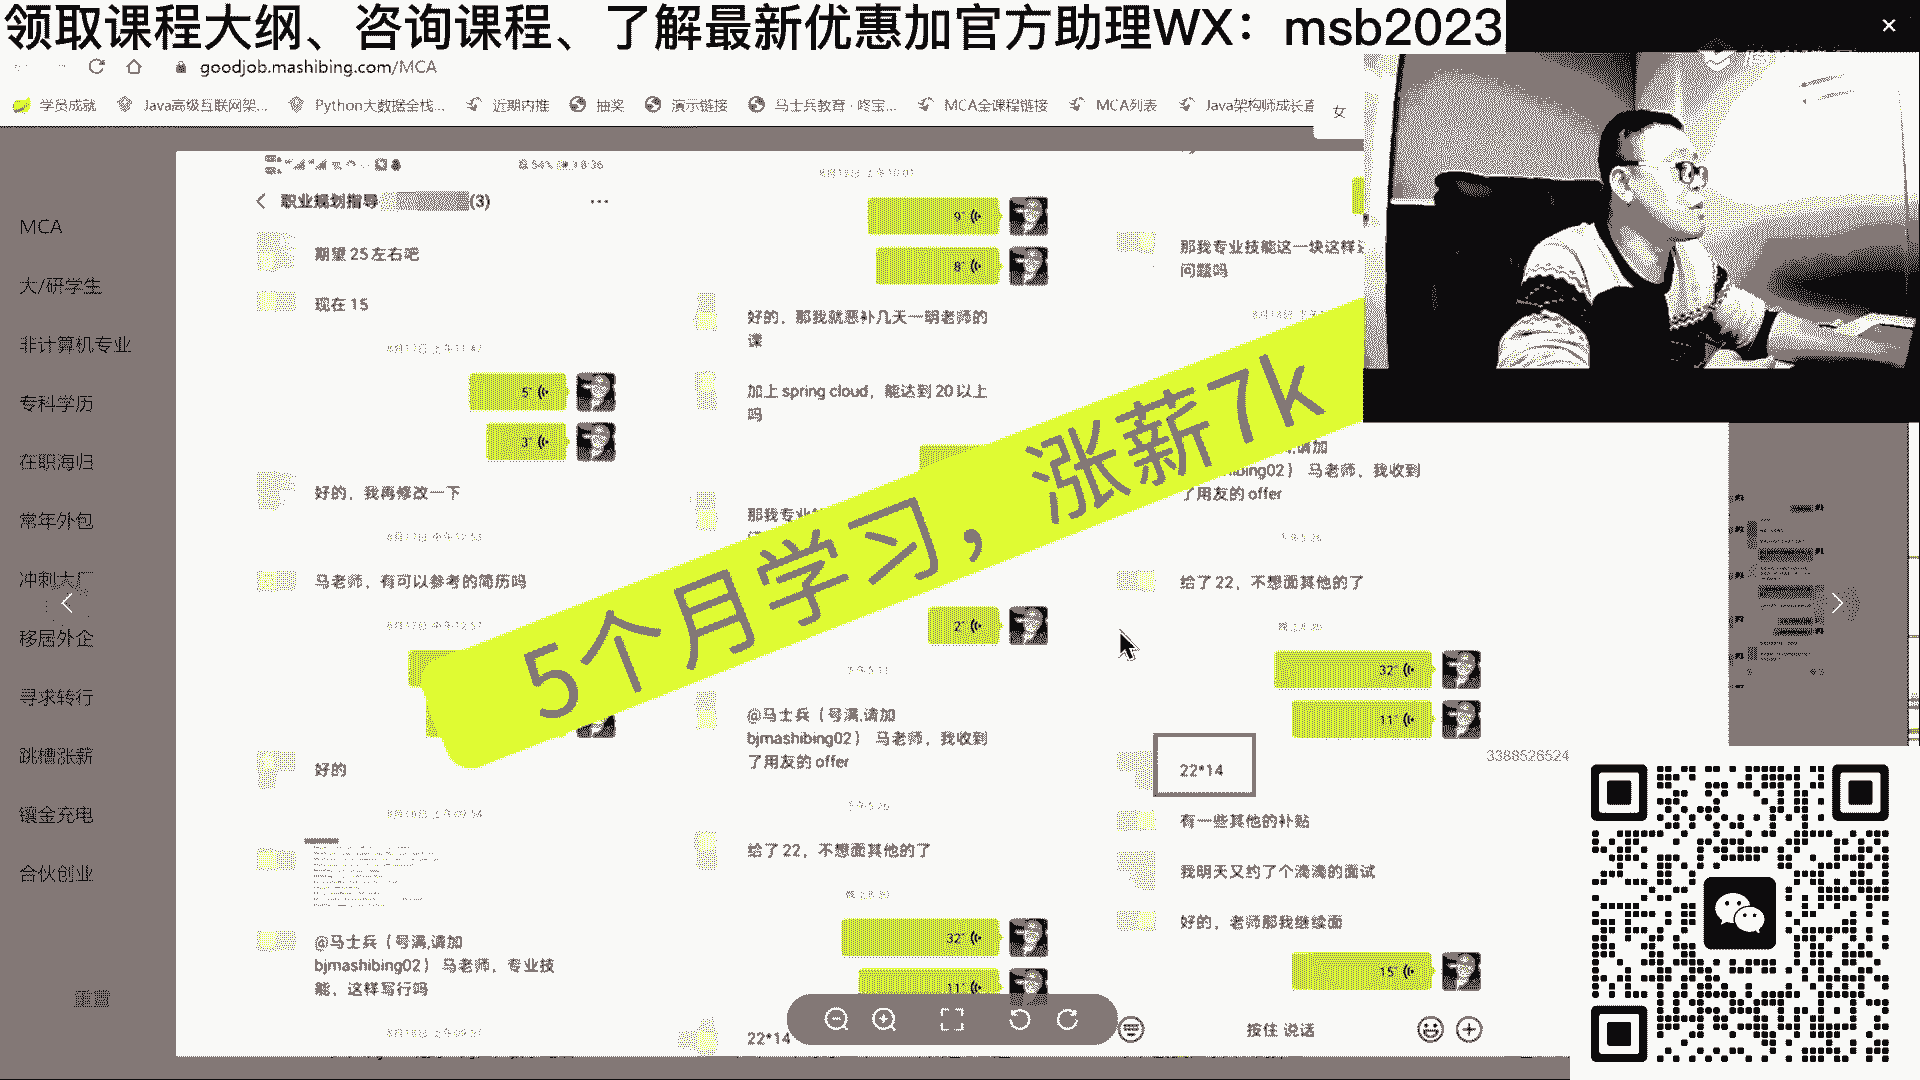 领取课程大纲、咨询课程、了解最新优惠加官方助理WX：msb2023
goodjob.mashibing.com/MCA
学员成就
Java高级互联网架...
Python大数据全栈...
近期内推
抽奖
演示链接
马士兵教育·咚宝...
MCA全课程链接
MCA列表
Java架构师成长直
女
MCA
大/研学生
非计算机专业
专科学历
在职海归
常年外包
冲刺大厂
移居外企
寻求转行
跳槽涨薪
镶金充电
合伙创业
重置
54%
8:36
职业规划指导
(3)
期望 25 左右吧
现在 15
5"
3"
好的，我再修改一下
马老师，有可以参考的简历吗
好的
@马士兵（号满,请加
bjmashibing02） 马老师，专业技
能，这样写行吗
9"
8"
好的，那我就恶补几天一明老师的
课
加上 spring cloud，能达到 20 以上
吗
那我专业
2"
@马士兵（号满,请加
bjmashibing02） 马老师，我收到
了用友的 offer
给了 22，不想面其他的了
32"
11"
22*14
那我专业技能这一块这样
问题吗
,请加
bing02） 马老师，我收到
了用友的 offer
给了 22，不想面其他的了
32"
11"
22*14
有一些其他的补贴
我明天又约了个滴滴的面试
好的，老师那我继续面
15"
按住 说话
5个月学习，涨薪7k
3388526524